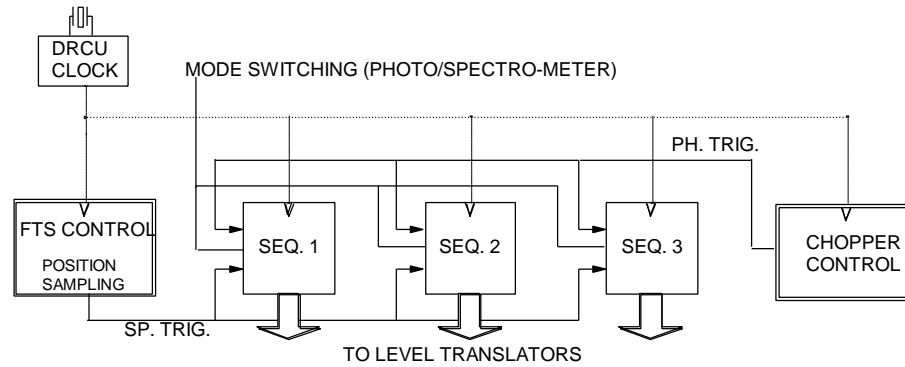 DRCU
CLOCK
MODE SWITCHING (PHOTO/SPECTRO-METER)
PH. TRIG.
FTS CONTROL
POSITION
SAMPLING
SEQ. 1
SEQ. 2
SEQ. 3
CHOPPER
CONTROL
SP. TRIG.
TO LEVEL TRANSLATORS